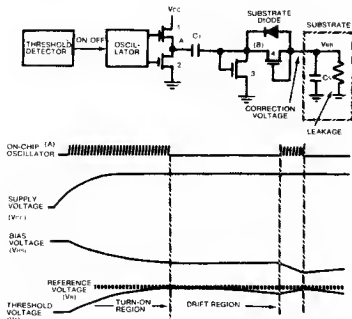 VCC
SUBSTRATE
DIODE
SUBSTRATE
THRESHOLD
DETECTOR
ON OFF
OSCIL-
LATOR
1
A
C1
(B)
4
VBB
2
3
CORRECTION
VOLTAGE
LEAKAGE
ON-CHIP (A)
OSCILLATOR
SUPPLY
VOLTAGE
(VCC)
BIAS
VOLTAGE
(VBB)
REFERENCE
VOLTAGE
(VR)
THRESHOLD
VOLTAGE
TURN-ON
REGION
DRIFT REGION